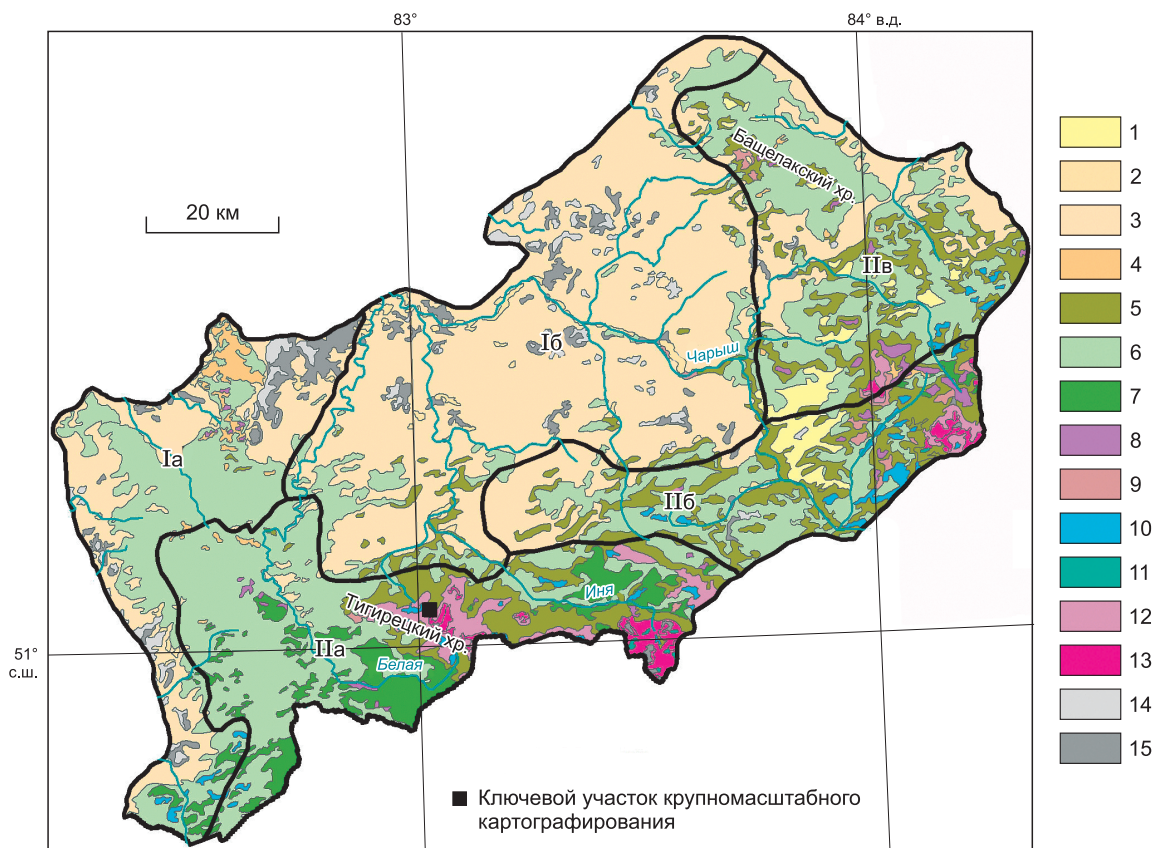 83°
84° в.д.
20 км
Бащелакский хр.
IIв
Iб
Чарыш
Iа
IIб
Иня
Тигирецкий хр.
IIа
Белая
51°
с.ш.
Ключевой участок крупномасштабного
картографирования
1
2
3
4
5
6
7
8
9
10
11
12
13
14
15